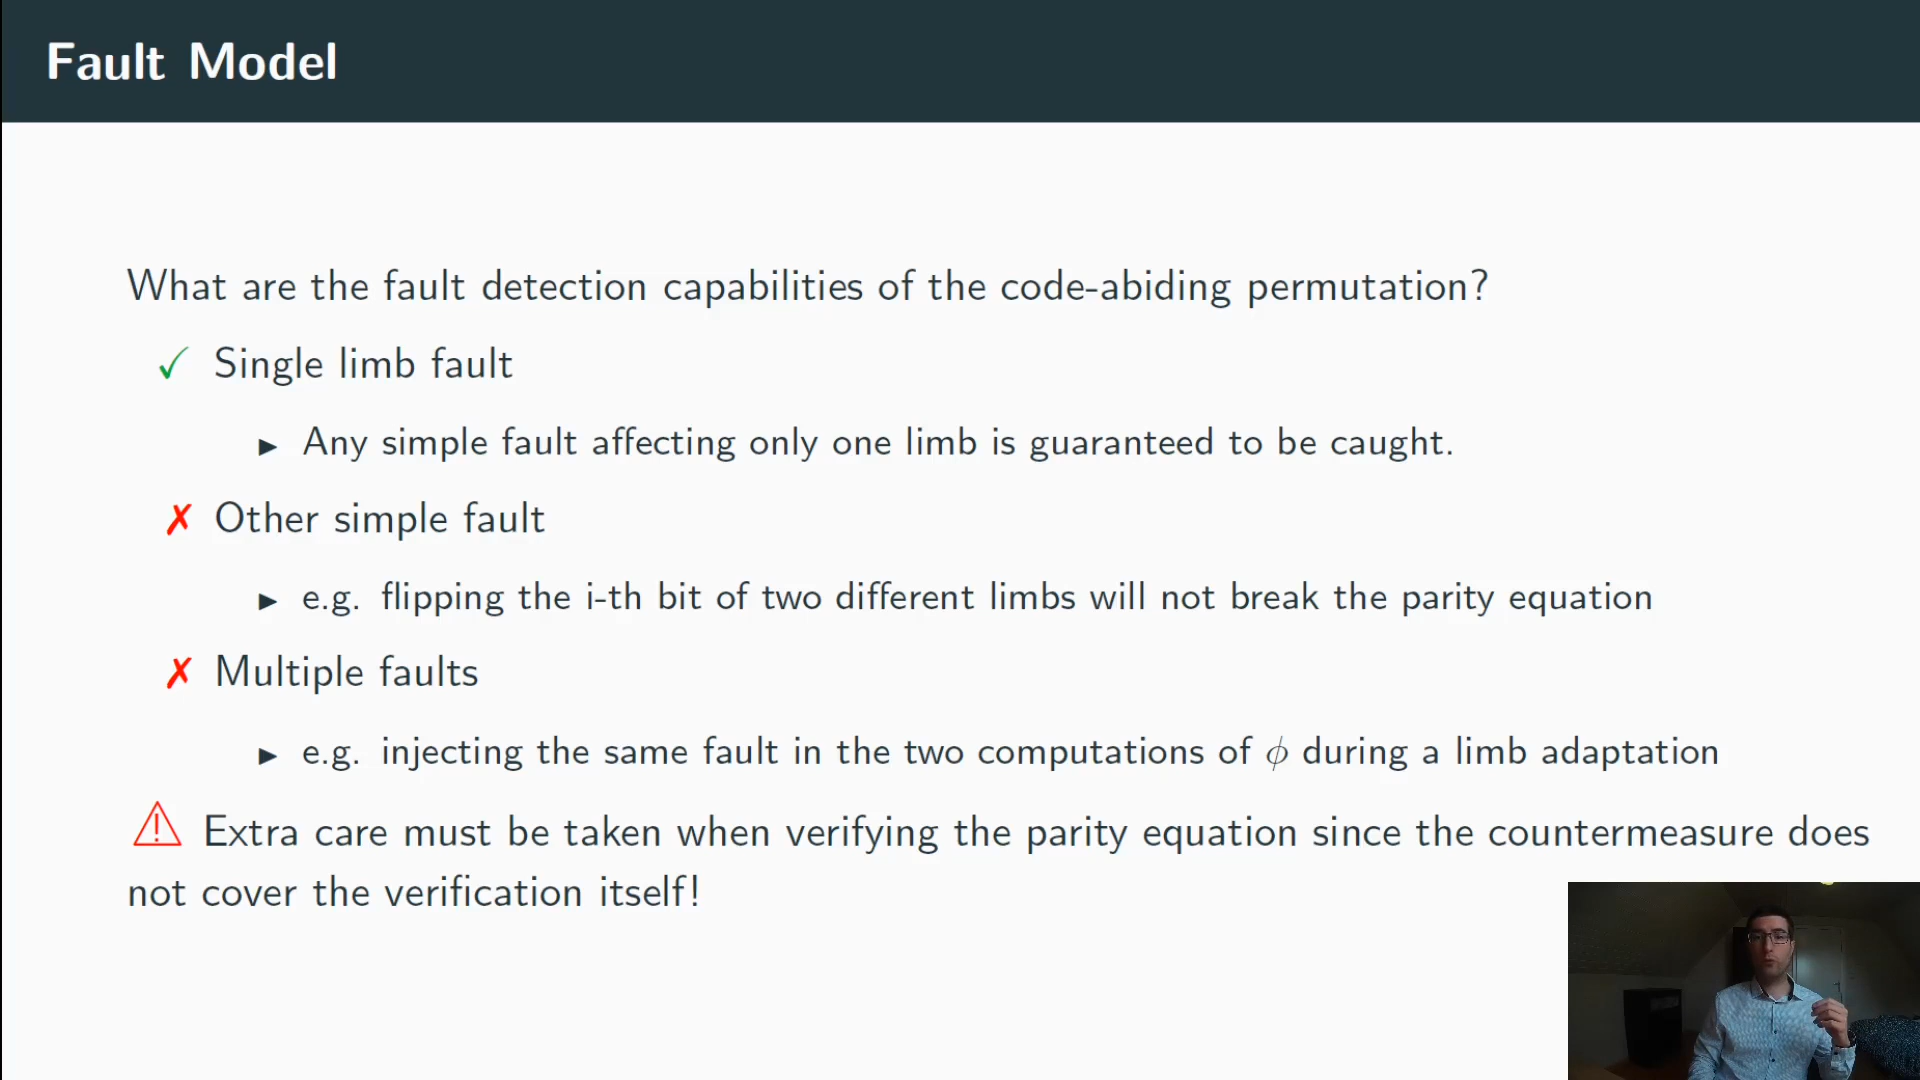 Fault Model
What are the fault detection capabilities of the code-abiding permutation?
✓ Single limb fault
▶ Any simple fault affecting only one limb is guaranteed to be caught.
✗ Other simple fault
▶ e.g. flipping the i-th bit of two different limbs will not break the parity equation
✗ Multiple faults
▶ e.g. injecting the same fault in the two computations of ϕ during a limb adaptation
⚠ Extra care must be taken when verifying the parity equation since the countermeasure does
not cover the verification itself!